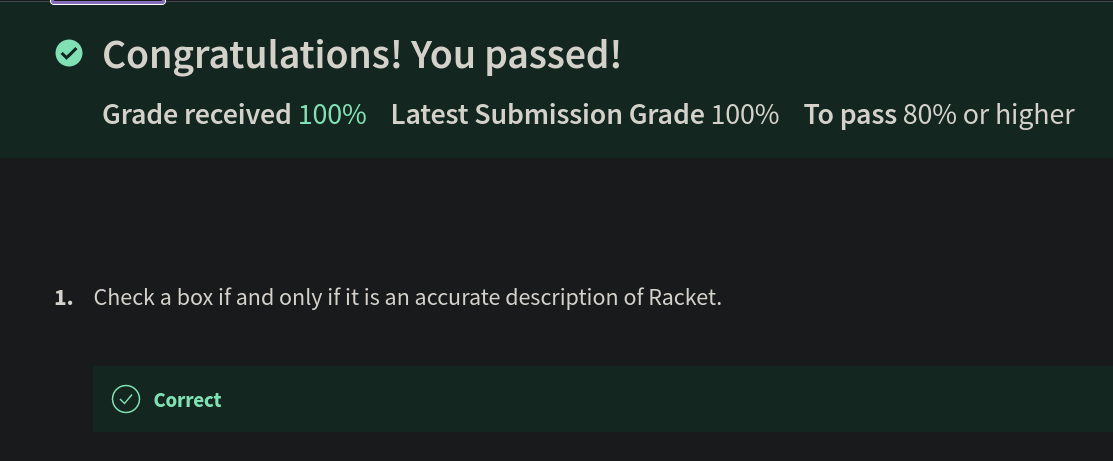 Congratulations! You passed!
Grade received 100% Latest Submission Grade 100% To pass 80% or higher
1. Check a box if and only if it is an accurate description of Racket.
Correct